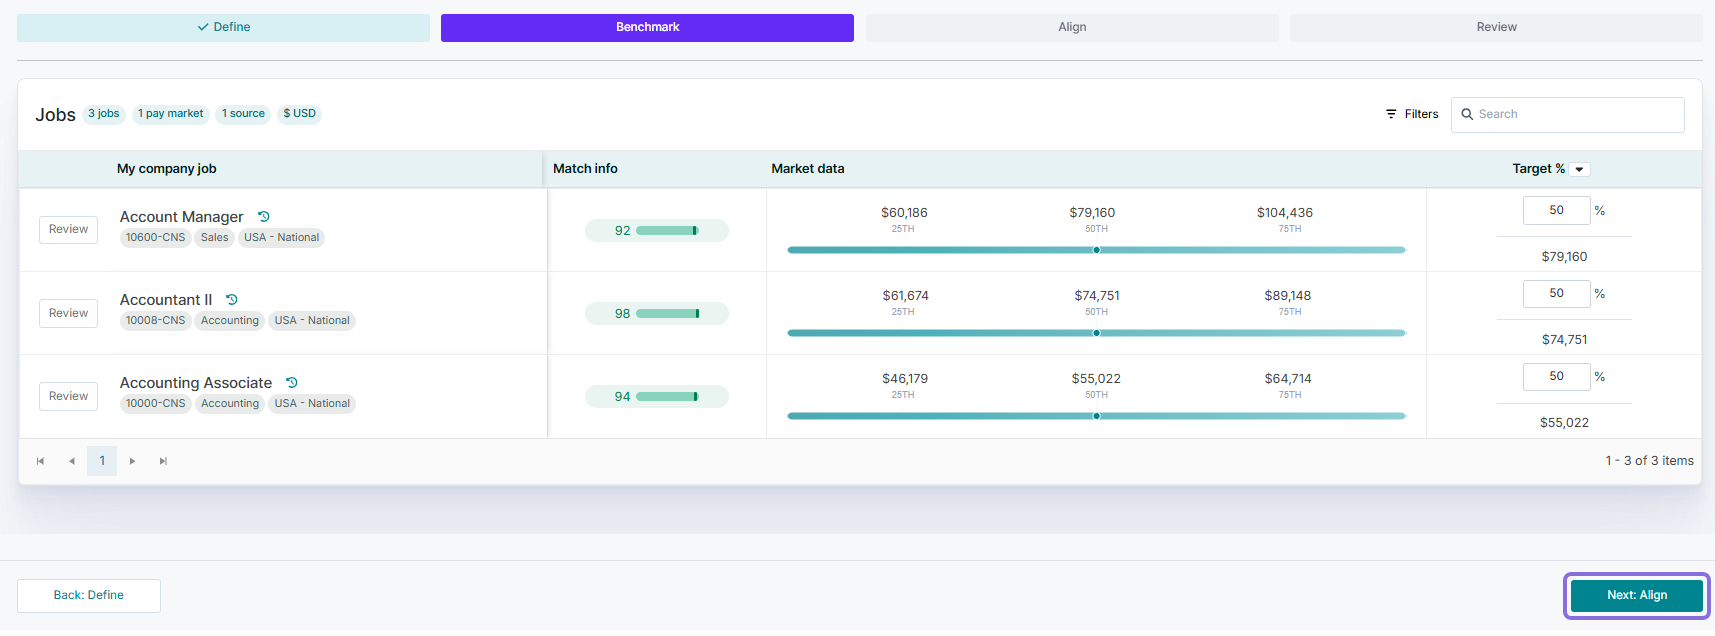 Define
Benchmark
Align
Review
Jobs 3 jobs 1 pay market 1 source $ USD
Filters
Search
My company job Match info Market data Target %
Review
Account Manager
10600-CNS Sales USA - National
92
$60,186 $79,160 $104,436
25TH 50TH 75TH
50 %
$79,160
Review
Accountant II
10008-CNS Accounting USA - National
98
$61,674 $74,751 $89,148
25TH 50TH 75TH
50 %
$74,751
Review
Accounting Associate
10000-CNS Accounting USA - National
94
$46,179 $55,022 $64,714
25TH 50TH 75TH
50 %
$55,022
1
1 - 3 of 3 items
Back: Define
Next: Align